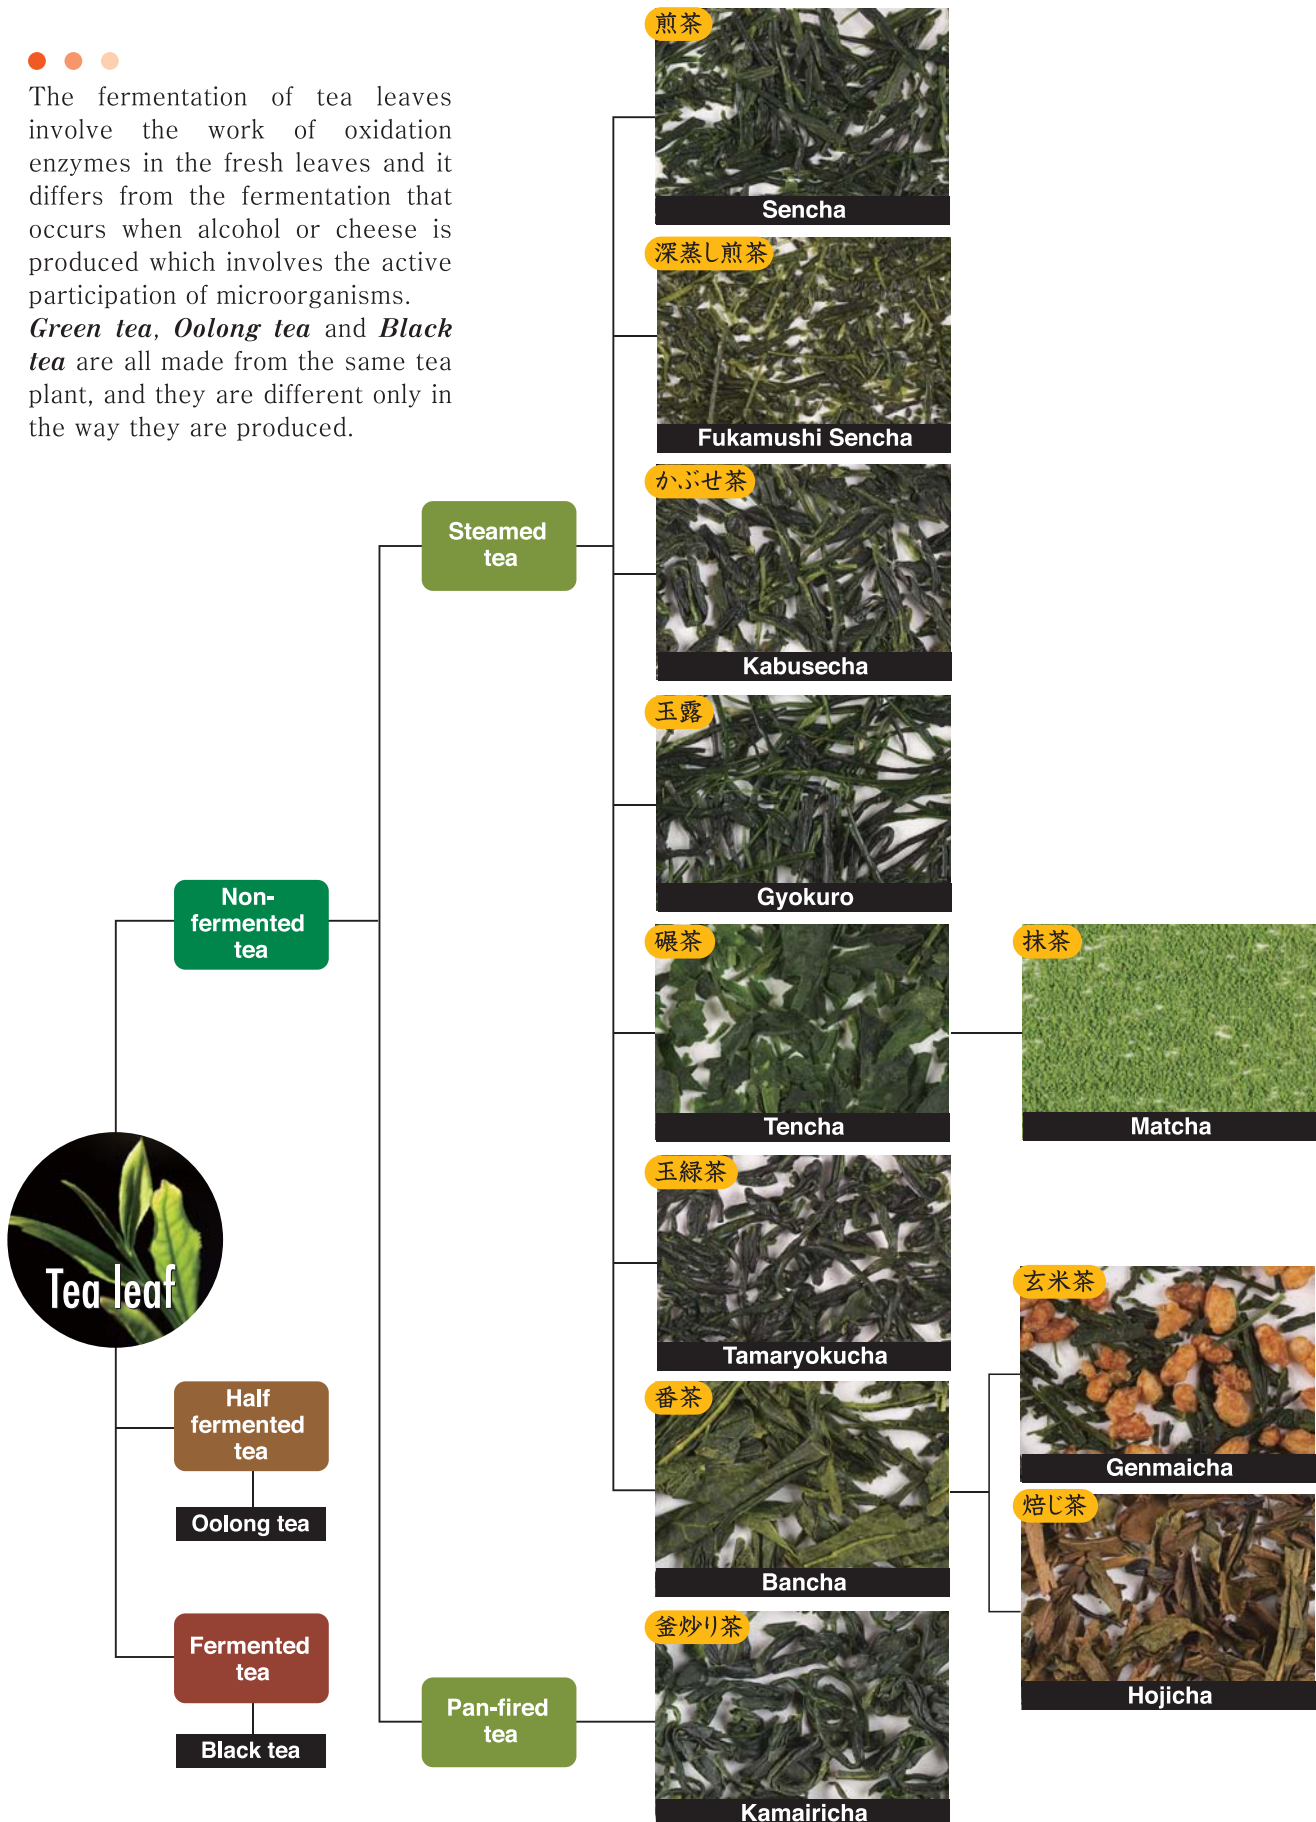 The fermentation of tea leaves
involve the work of oxidation
enzymes in the fresh leaves and it
differs from the fermentation that
occurs when alcohol or cheese is
produced which involves the active
participation of microorganisms.
Green tea, Oolong tea and Black
tea are all made from the same tea
plant, and they are different only in
the way they are produced.
煎茶
Sencha
深蒸し煎茶
Fukamushi Sencha
かぶせ茶
Kabusecha
Steamed
tea
玉露
Gyokuro
Non-
fermented
tea
碾茶
Tencha
抹茶
Matcha
Tea leaf
玉緑茶
Tamaryokucha
玄米茶
Genmaicha
番茶
Bancha
焙じ茶
Hojicha
Half
fermented
tea
Oolong tea
Fermented
tea
Black tea
Pan-fired
tea
釜炒り茶
Kamairicha